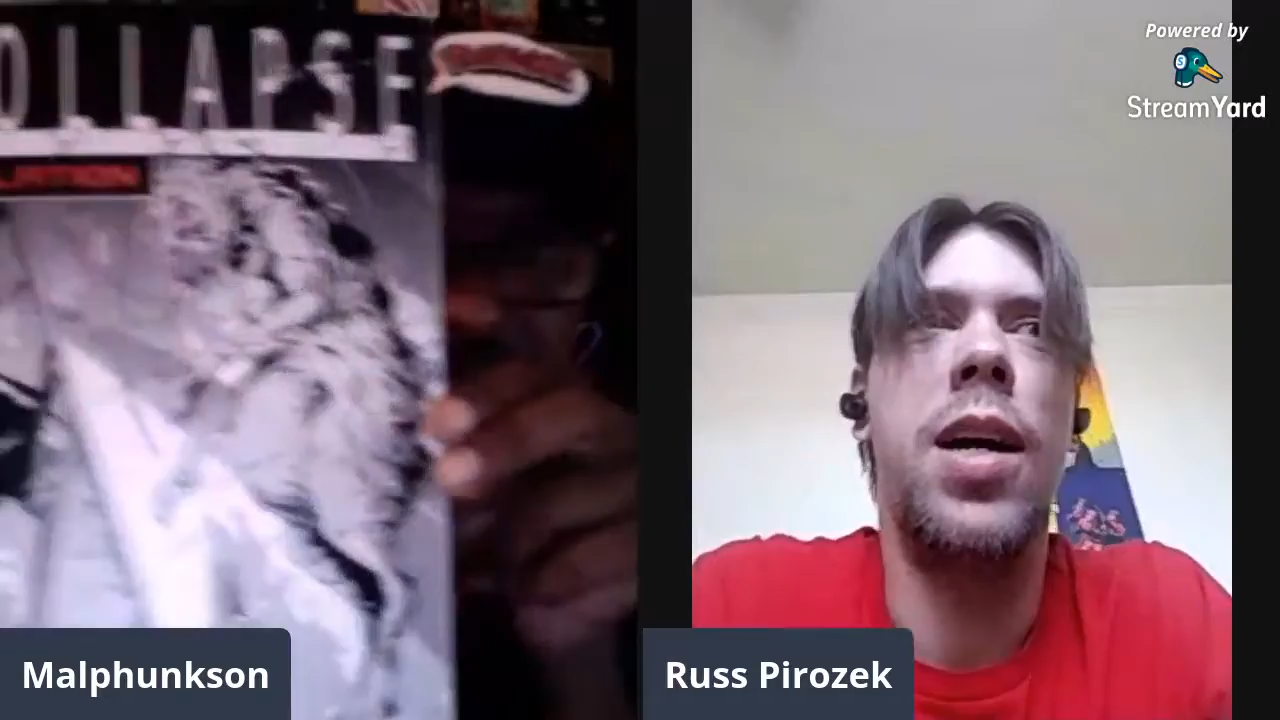 OLLAPSE
Powered by
StreamYard
Malphunkson
Russ Pirozek